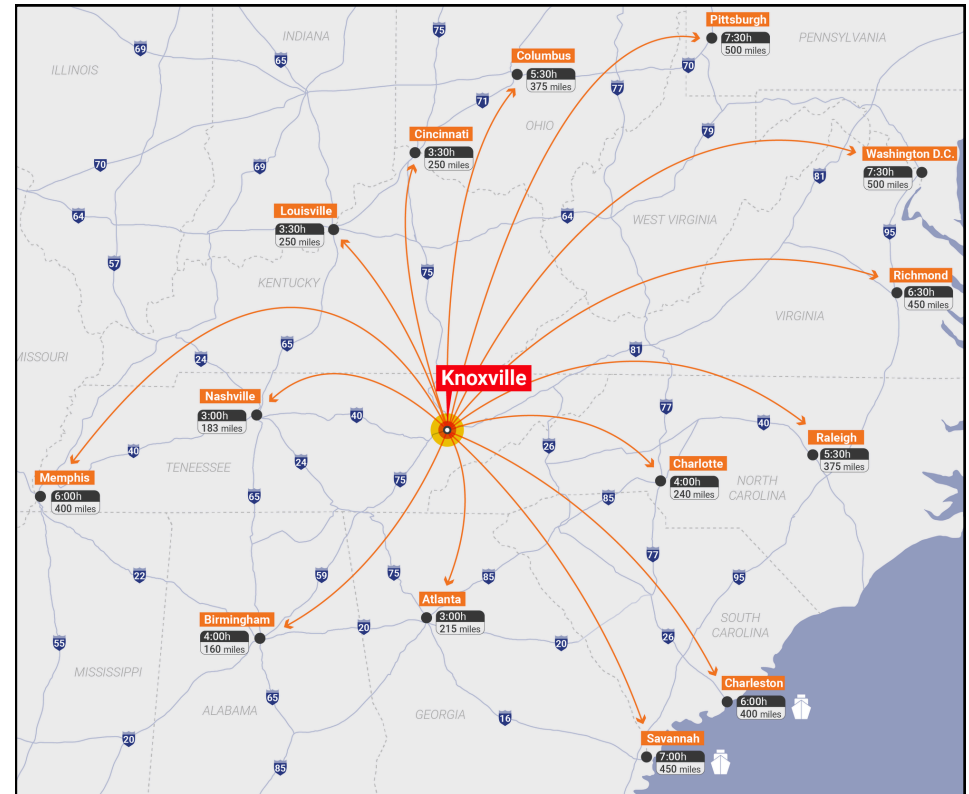 Pittsburgh
7:30h
500 miles
PENNSYLVANIA
75
INDIANA
69
65
ILLINOIS
Columbus
5:30h
375 miles
70
77
71
OHIO
79
Cincinnati
3:30h
250 miles
Washington D.C.
7:30h
500 miles
70
69
81
Louisville
3:30h
250 miles
64
64
WEST VIRGINIA
95
57
75
KENTUCKY
Richmond
6:30h
450 miles
VIRGINIA
65
81
MISSOURI
24
Knoxville
Nashville
3:00h
183 miles
40
77
40
Raleigh
5:30h
375 miles
26
40
24
TENEESSEE
Charlotte
4:00h
240 miles
NORTH
CAROLINA
Memphis
6:00h
400 miles
75
65
85
77
22
59
75
85
95
Atlanta
3:00h
215 miles
Birmingham
4:00h
160 miles
20
20
26
SOUTH
CAROLINA
55
MISSISSIPPI
Charleston
6:00h
400 miles
65
ALABAMA
GEORGIA
16
20
Savannah
7:00h
450 miles
85